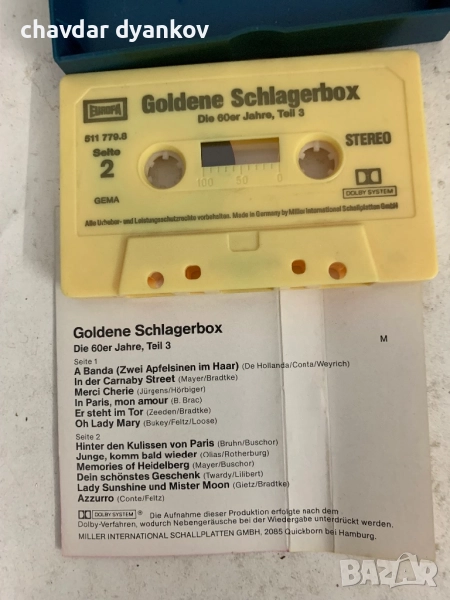 chavdar dyankov
EUROPA
Goldene Schlagerbox
Die 60er Jahre, Teil 3
511 779.8
Seite
2
STEREO
100 50 0
GEMA
DOLBY SYSTEM
Alle Urheber- und Leistungsschutzrechte vorbehalten. Made in Germany by Miller International Schallplatten GmbH
Goldene Schlagerbox
Die 60er Jahre, Teil 3
M
Seite 1
A Banda (Zwei Apfelsinen im Haar) (De Hollanda/Conta/Weyrich)
In der Carnaby Street (Mayer/Bradtke)
Merci Cherie (Jürgens/Hörbiger)
In Paris, mon amour (B. Brac)
Er steht im Tor (Zeeden/Bradtke)
Oh Lady Mary (Bukey/Feltz/Loose)
Seite 2
Hinter den Kulissen von Paris (Bruhn/Buschor)
Junge, komm bald wieder (Olias/Rotherburg)
Memories of Heidelberg (Mayer/Buschor)
Dein schönstes Geschenk (Twardy/Lilibert)
Lady Sunshine und Mister Moon (Gietz/Bradtke)
Azzurro (Conte/Feltz)
DOLBY SYSTEM ® Die Aufnahme dieser Produktion erfolgte nach dem
Dolby-Verfahren, wodurch Nebengeräusche bei der Wiedergabe unterdrückt werden.
MILLER INTERNATIONAL SCHALLPLATTEN GMBH, 2085 Quickborn bei Hamburg.
bazar